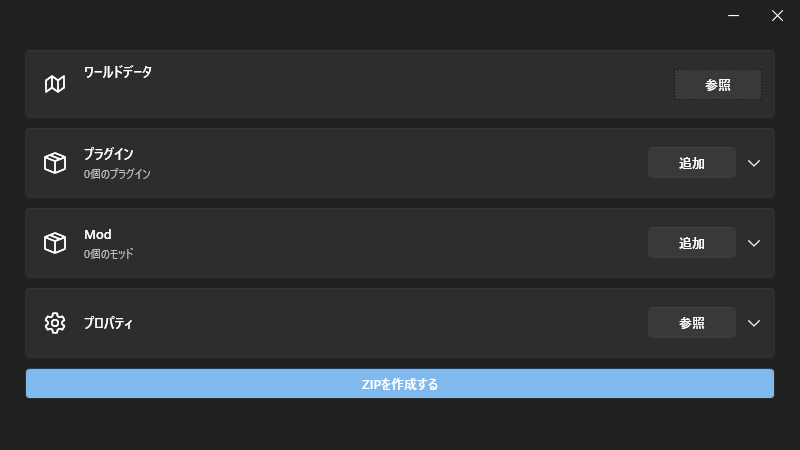 ワールドデータ
参照
プラグイン
0個のプラグイン
追加
Mod
0個のモッド
追加
プロパティ
参照
ZIPを作成する